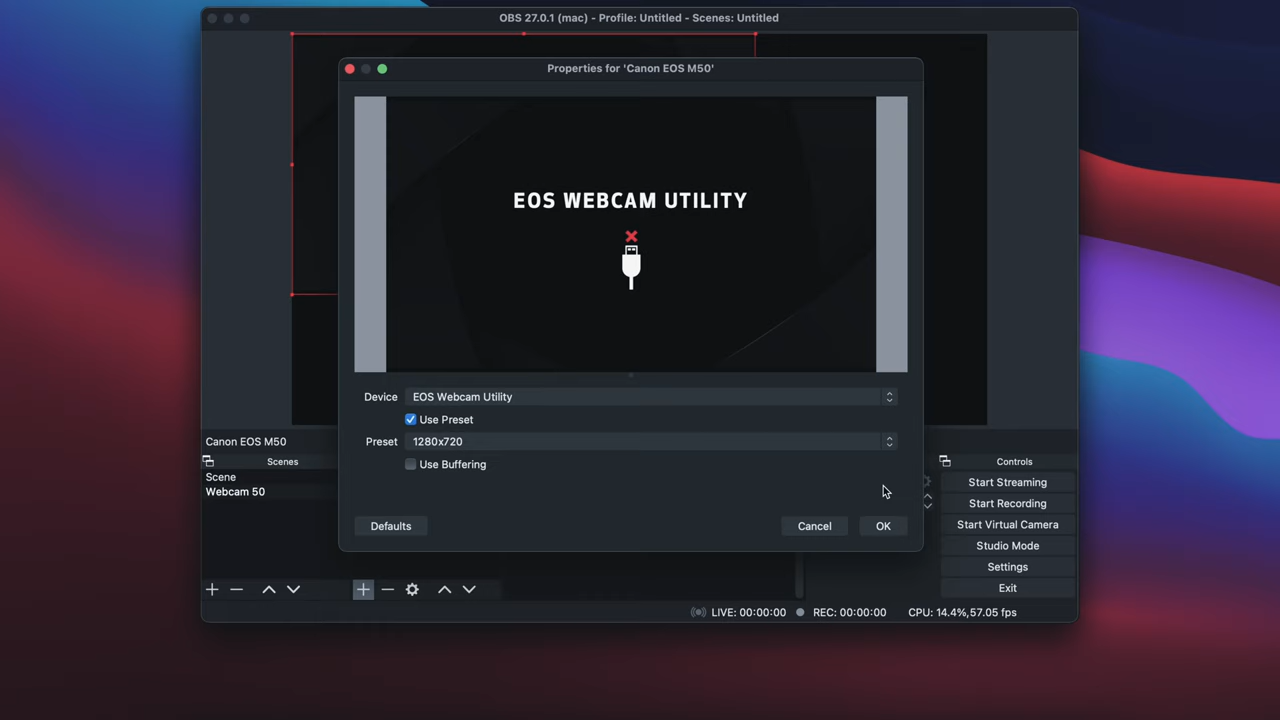 OBS 27.0.1 (mac) - Profile: Untitled - Scenes: Untitled
Properties for 'Canon EOS M50'
EOS WEBCAM UTILITY
Device EOS Webcam Utility
Use Preset
Preset 1280x720
Use Buffering
Defaults Cancel OK
Canon EOS M50
Scenes
Scene
Webcam 50
Controls
Start Streaming
Start Recording
Start Virtual Camera
Studio Mode
Settings
Exit
LIVE: 00:00:00 REC: 00:00:00 CPU: 14.4%,57.05 fps